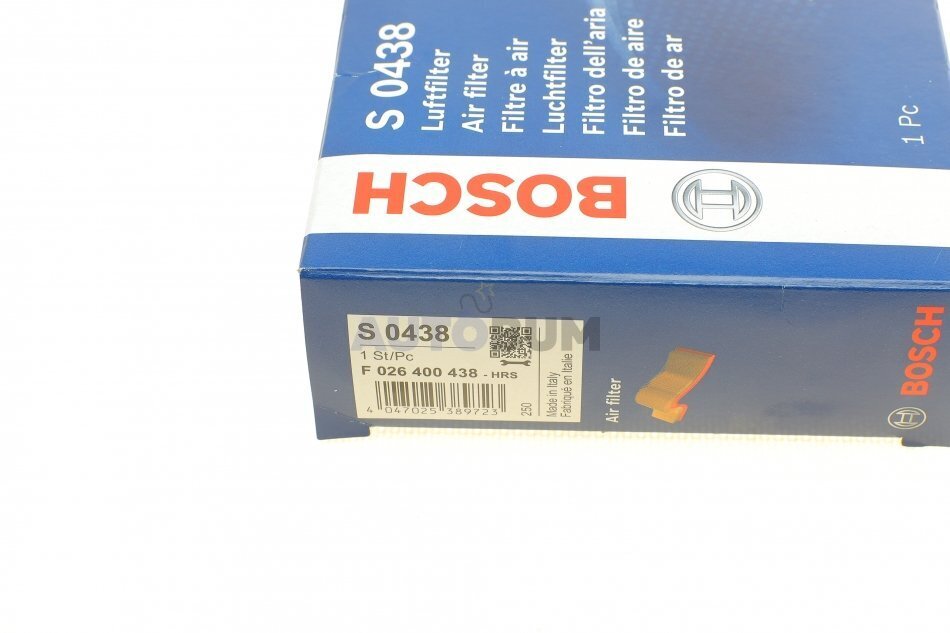 S 0438
Luftfilter
Air filter
Filtre à air
Luchtfilter
Filtro dell'aria
Filtro de aire
Filtro de ar
1 Pc
BOSCH
AUTODUM
S 0438
1 St/Pc
F 026 400 438 - HRS
4 047025 389723
250
Made in Italy
Fabriqué en Italie
Air filter
BOSCH